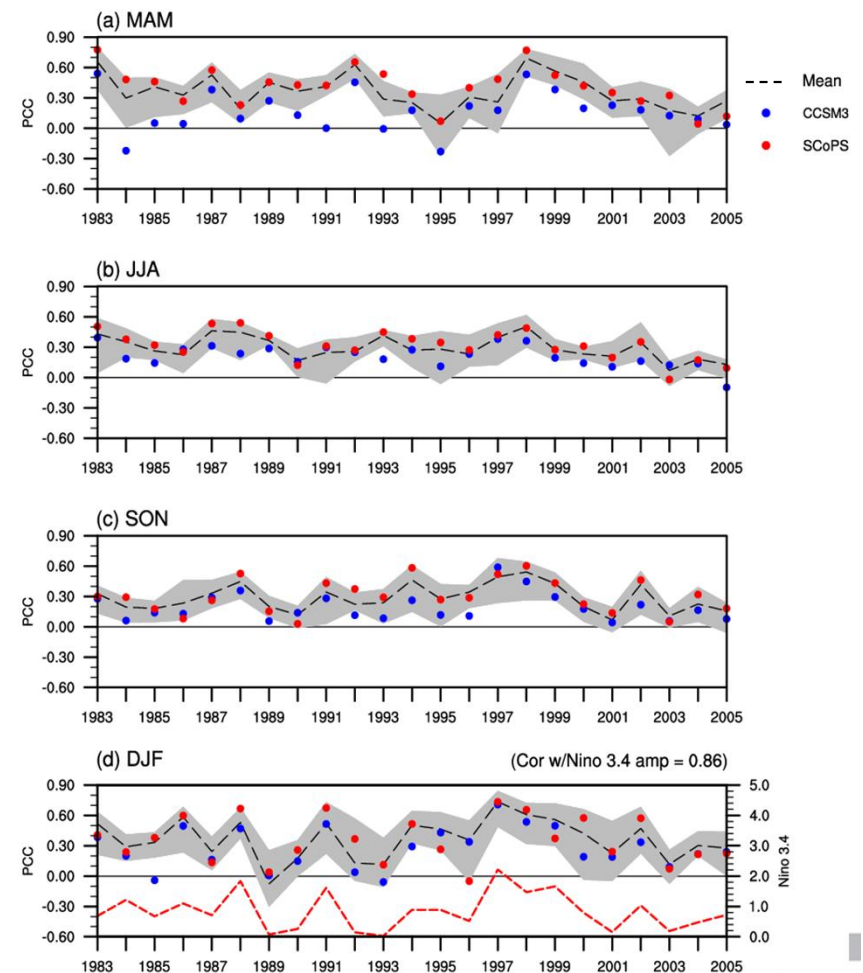 (a) MAM
0.90
0.60
0.30
0.00
-0.30
-0.60
PCC
1983 1985 1987 1989 1991 1993 1995 1997 1999 2001 2003 2005
Mean
CCSM3
SCoPS
(b) JJA
0.90
0.60
0.30
0.00
-0.30
-0.60
PCC
1983 1985 1987 1989 1991 1993 1995 1997 1999 2001 2003 2005
(c) SON
0.90
0.60
0.30
0.00
-0.30
-0.60
PCC
1983 1985 1987 1989 1991 1993 1995 1997 1999 2001 2003 2005
(d) DJF (Cor w/Nino 3.4 amp = 0.86)
0.90
0.60
0.30
0.00
-0.30
-0.60
PCC
5.0
4.0
3.0
2.0
1.0
0.0
Nino 3.4
1983 1985 1987 1989 1991 1993 1995 1997 1999 2001 2003 2005